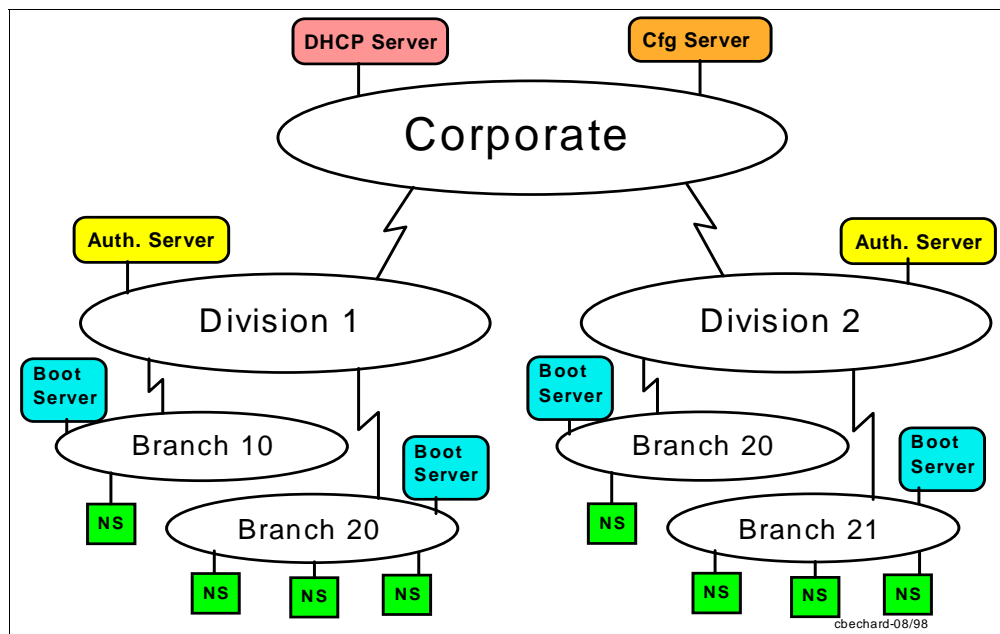 DHCP Server
Cfg Server
Corporate
Auth. Server
Auth. Server
Division 1
Division 2
Boot
Server
Boot
Server
Branch 10
Boot
Server
Branch 20
Boot
Server
NS
Branch 20
NS
Branch 21
NS
NS
NS
NS
NS
NS
cbechard-08/98